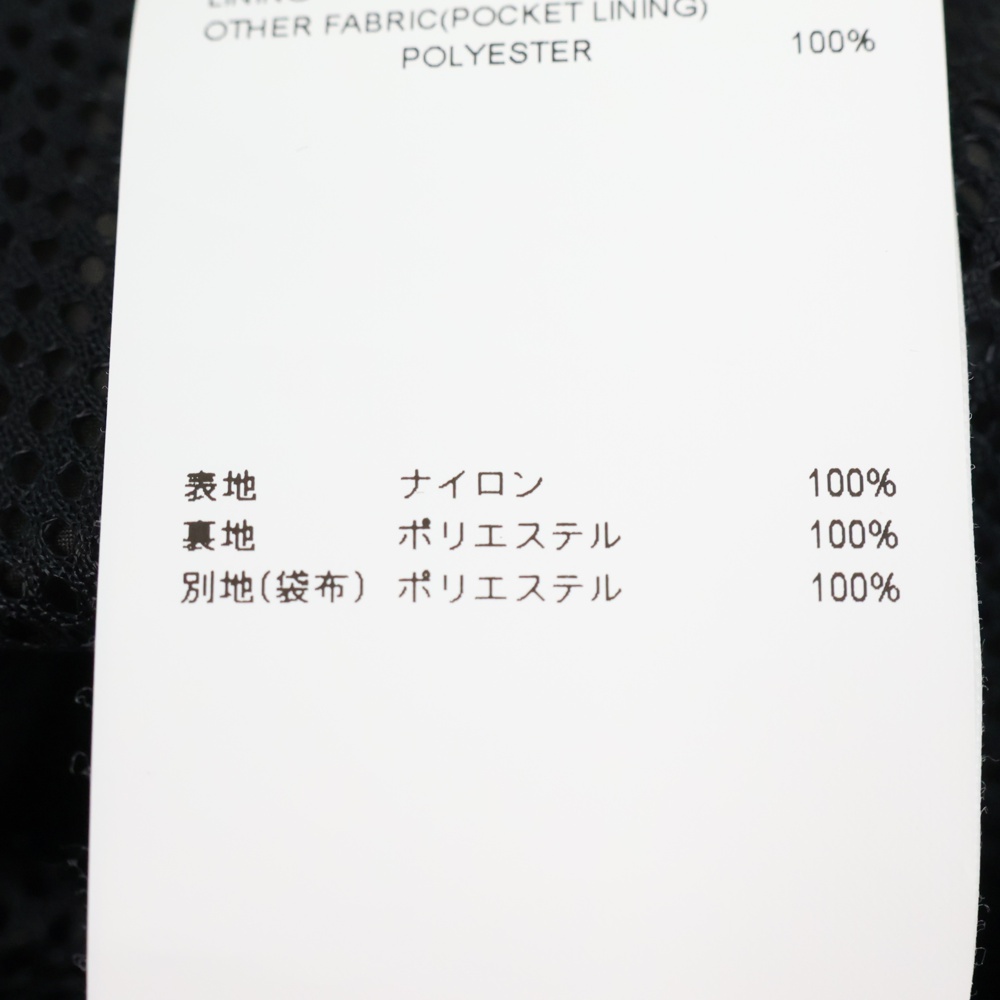 LINING
OTHER FABRIC(POCKET LINING)
POLYESTER 100%
表地 ナイロン 100%
裏地 ポリエステル 100%
別地(袋布) ポリエステル 100%